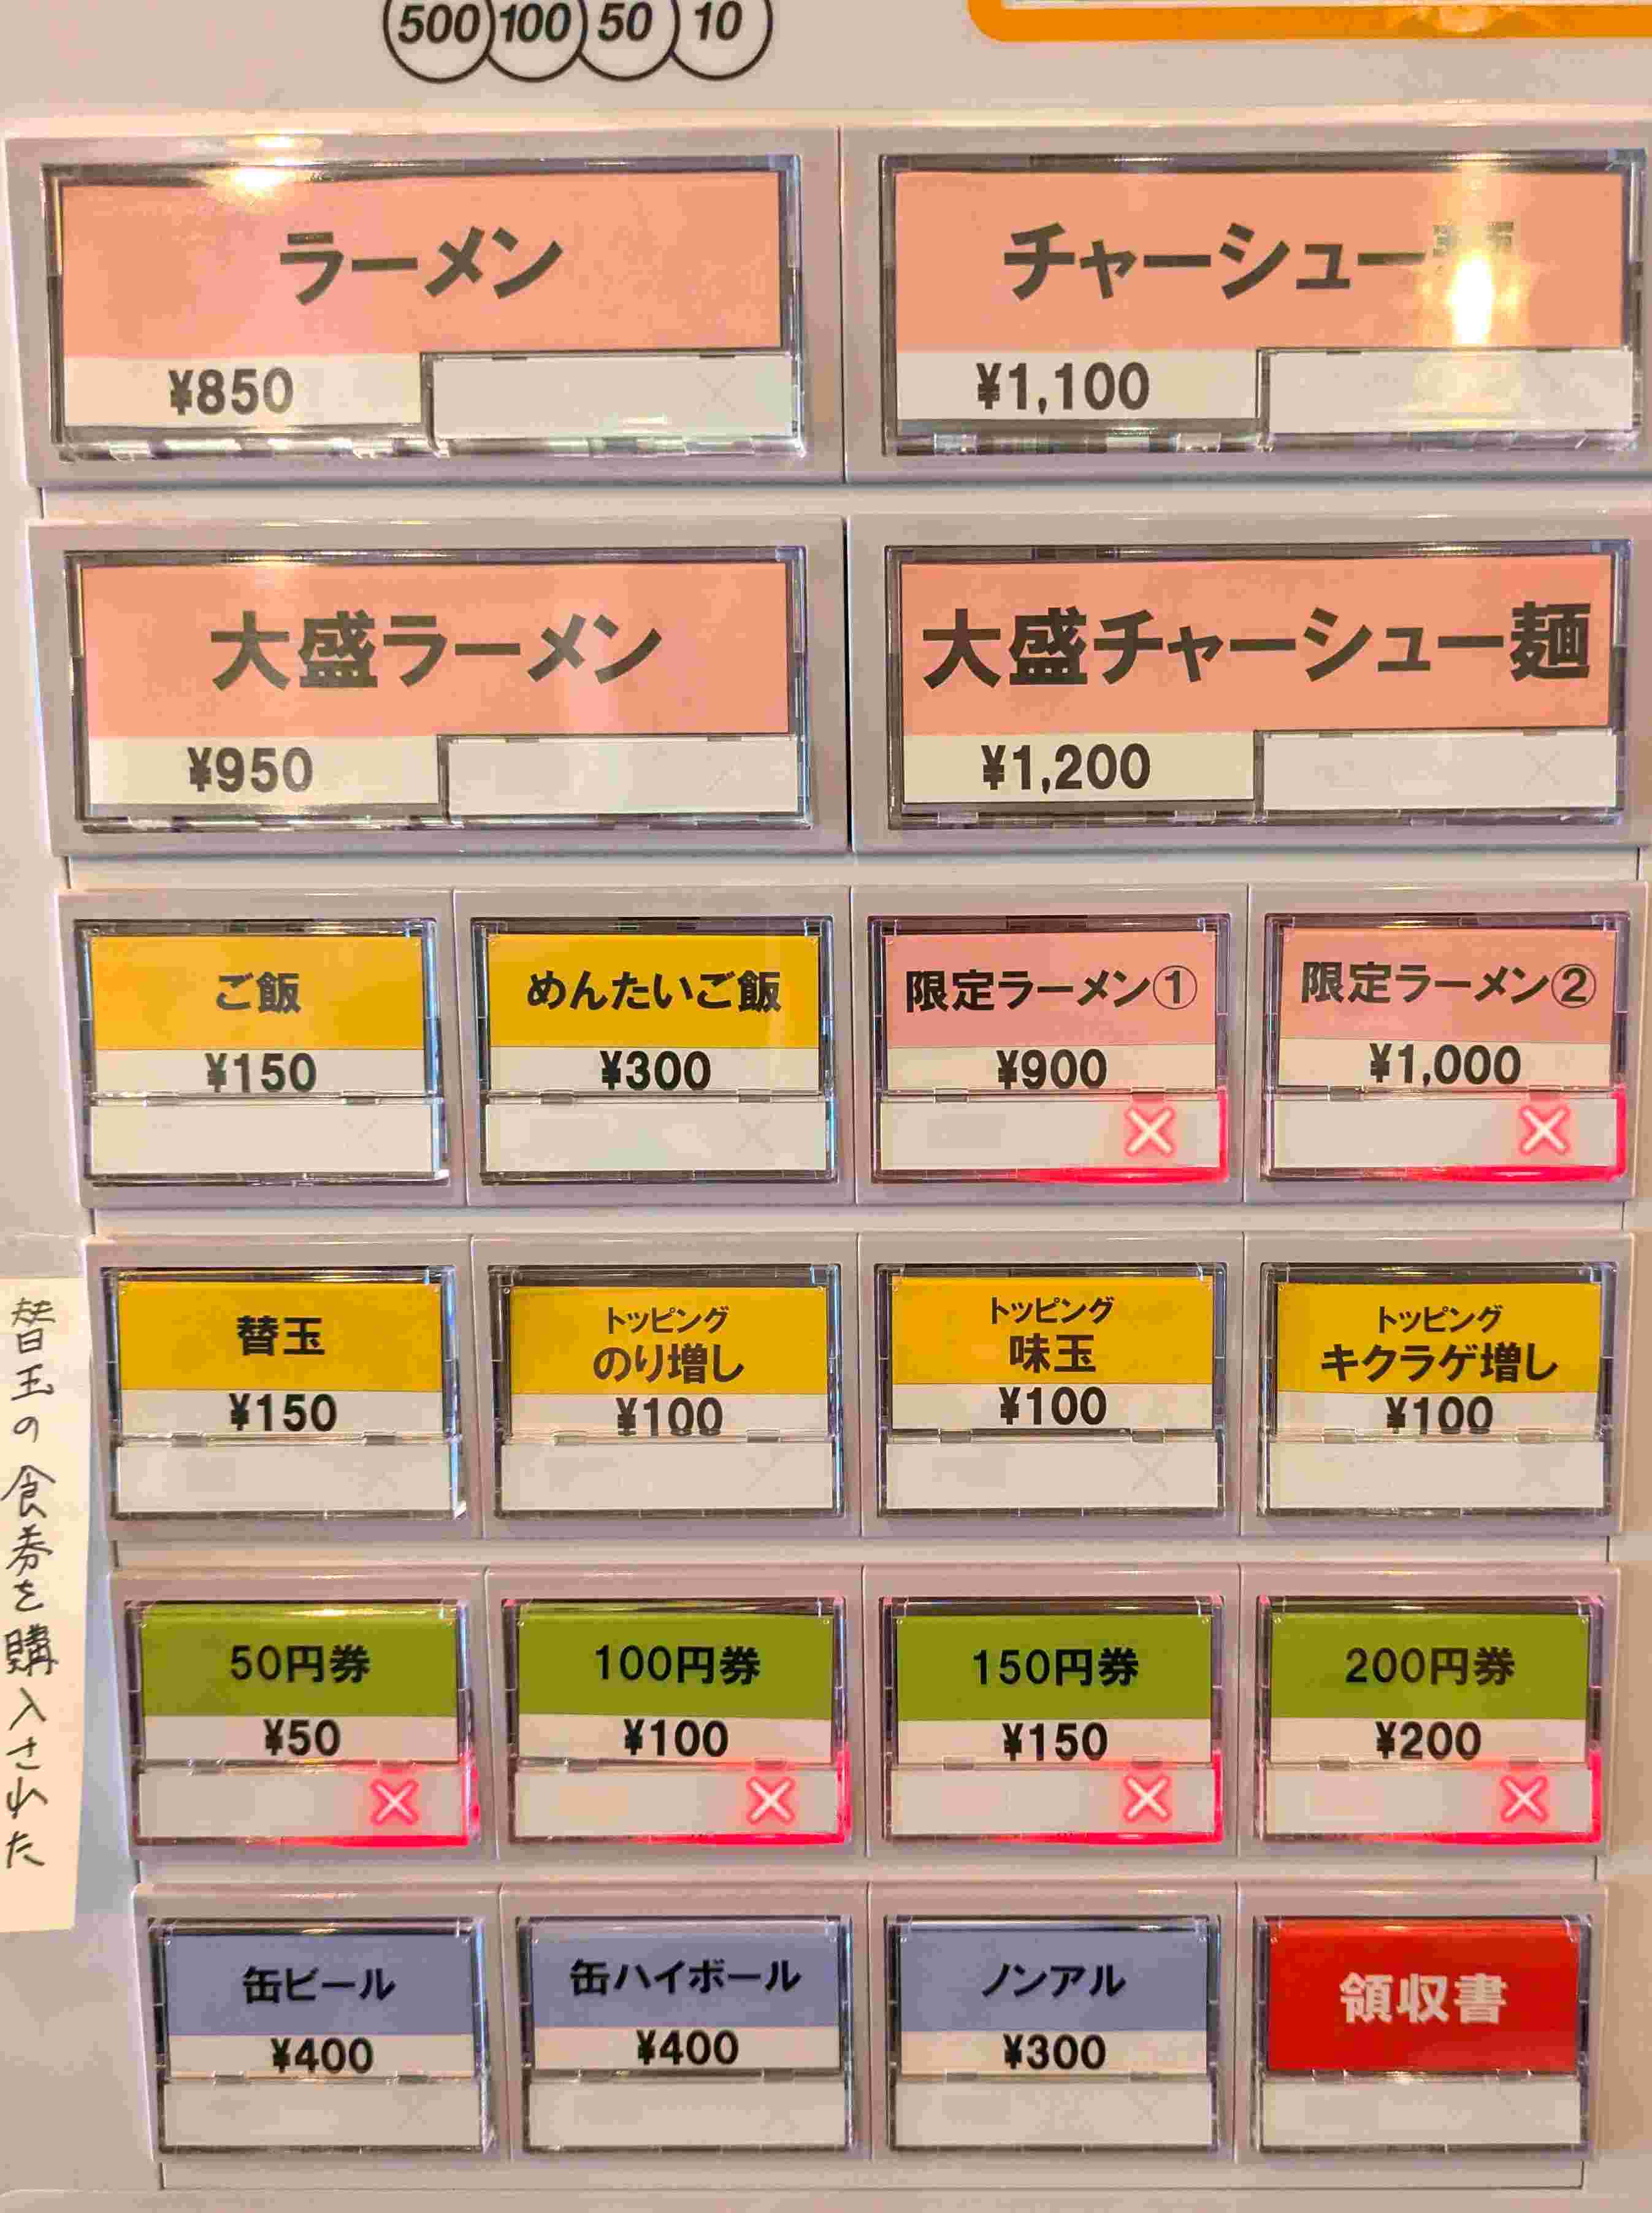 500 100 50 10
ラーメン
¥850
チャーシュー
¥1,100
大盛ラーメン
¥950
大盛チャーシュー麺
¥1,200
ご飯
¥150
めんたいご飯
¥300
限定ラーメン①
¥900
限定ラーメン②
¥1,000
替玉
¥150
トッピング
のり増し
¥100
トッピング
味玉
¥100
トッピング
キクラゲ増し
¥100
50円券
¥50
100円券
¥100
150円券
¥150
200円券
¥200
缶ビール
¥400
缶ハイボール
¥400
ノンアル
¥300
領収書
替玉の食券を購入された